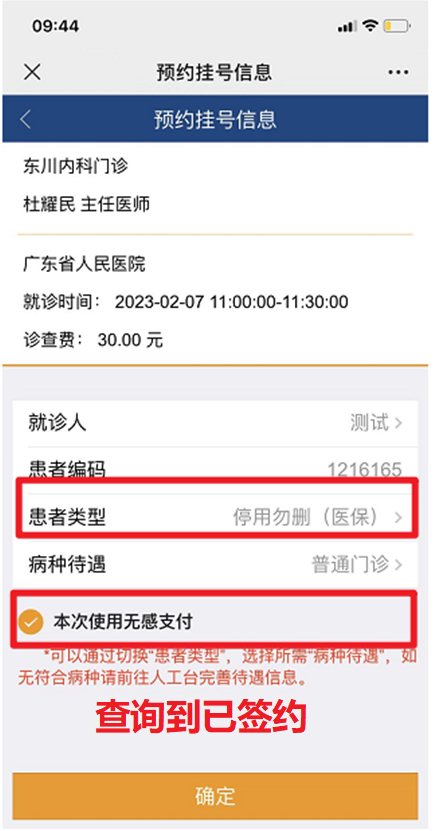 09:44
预约挂号信息
预约挂号信息
东川内科门诊
杜耀民 主任医师
广东省人民医院
就诊时间： 2023-02-07 11:00:00-11:30:00
诊查费： 30.00 元
就诊人 测试
患者编码 1216165
患者类型 停用勿删（医保）
病种待遇 普通门诊
本次使用无感支付
*可以通过切换“患者类型”，选择所需“病种待遇”，如
无符合病种请前往人工台完善待遇信息。
查询到已签约
确定